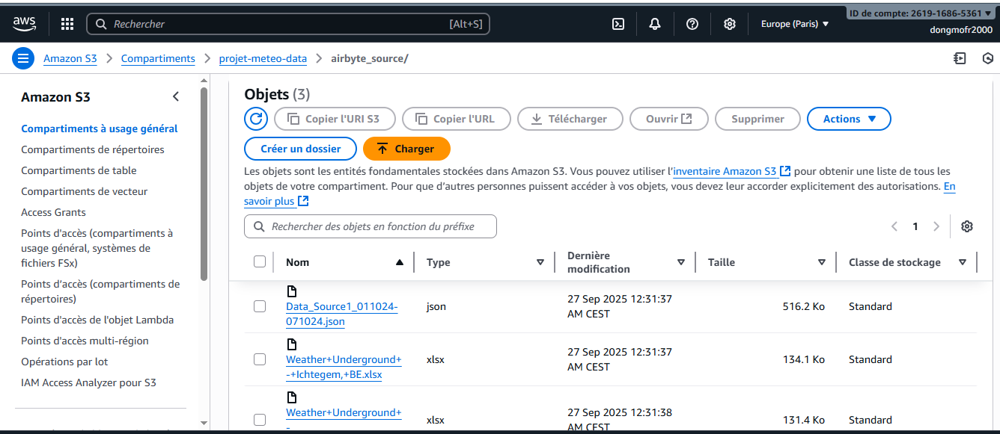 aws
Rechercher
[Alt+S]
Europe (Paris)
ID de compte: 2619-1686-5361
dongmofr2000
Amazon S3
Compartiments
projet-meteo-data
airbyte_source/
Amazon S3
Compartiments à usage général
Compartiments de répertoires
Compartiments de table
Compartiments de vecteur
Access Grants
Points d'accès (compartiments à
usage général, systèmes de
fichiers FSx)
Points d’accès (compartiments de
répertoires)
Points d'accès de l'objet Lambda
Points d'accès multi-région
Opérations par lot
IAM Access Analyzer pour S3
Objets (3)
Copier l'URI S3
Copier l'URL
Télécharger
Ouvrir
Supprimer
Actions
Créer un dossier
Charger
Les objets sont les entités fondamentales stockées dans Amazon S3. Vous pouvez utiliser l’inventaire Amazon S3 pour obtenir une liste de tous les
objets de votre compartiment. Pour que d’autres personnes puissent accéder à vos objets, vous devez leur accorder explicitement des autorisations. En
savoir plus
Rechercher des objets en fonction du préfixe
1
Nom
Type
Dernière
modification
Taille
Classe de stockage
Data_Source1_011024-
071024.json
json
27 Sep 2025 12:31:37
AM CEST
516.2 Ko
Standard
Weather+Underground+
-+Ichtegem,+BE.xlsx
xlsx
27 Sep 2025 12:31:37
AM CEST
134.1 Ko
Standard
Weather+Underground+
-
xlsx
27 Sep 2025 12:31:38
AM CEST
131.4 Ko
Standard